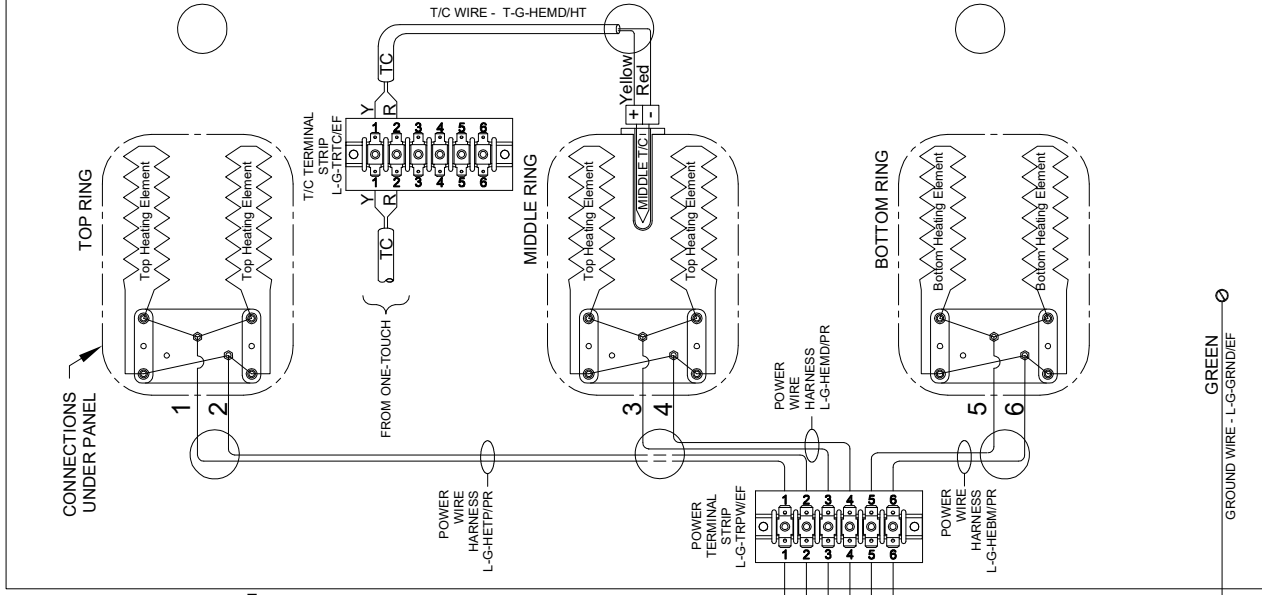 T/C WIRE - T-G-HEMD/HT
TC
Y
R
1 2 3 4 5 6
1 2 3 4 5 6
Y
R
TC
T/C TERMINAL
STRIP
L-G-TRTC/EF
FROM ONE-TOUCH
Yellow
Red
+
-
MIDDLE T/C
TOP RING
Top Heating Element
Top Heating Element
MIDDLE RING
Top Heating Element
Top Heating Element
BOTTOM RING
Bottom Heating Element
Bottom Heating Element
CONNECTIONS
UNDER PANEL
1
2
3
4
5
6
POWER
WIRE
HARNESS
L-G-HETP/PR
POWER
WIRE
HARNESS
L-G-HEMD/PR
POWER
TERMINAL
STRIP
L-G-TRPW/EF
1 2 3 4 5 6
1 2 3 4 5 6
POWER
WIRE
HARNESS
L-G-HEBM/PR
GREEN
GROUND WIRE - L-G-GRND/EF